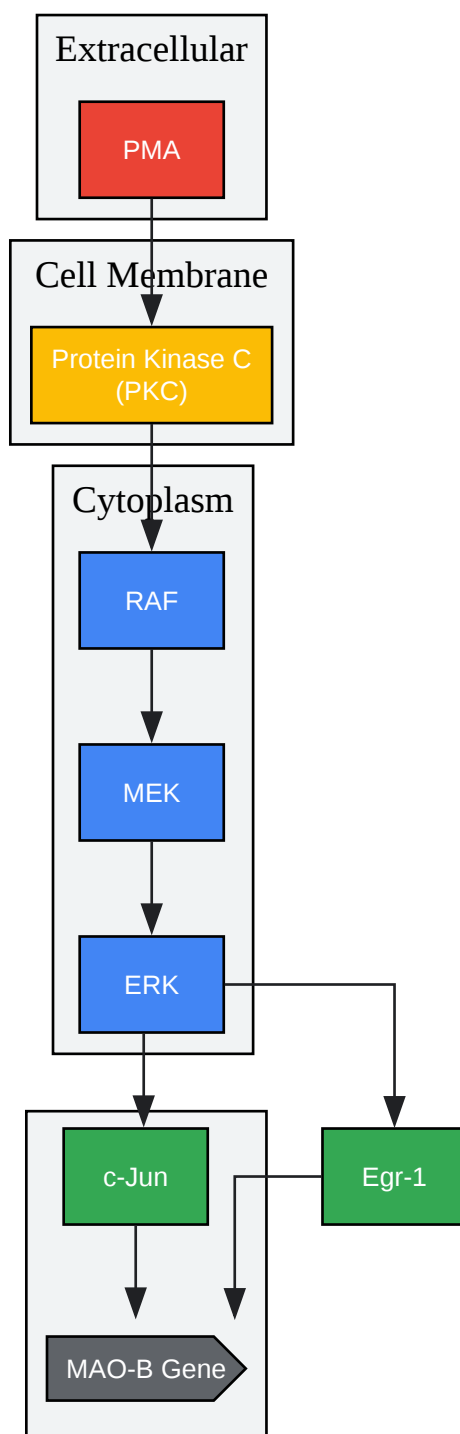 Extracellular
PMA
Cell Membrane
Protein Kinase C
(PKC)
Cytoplasm
RAF
MEK
ERK
c-Jun
Egr-1
MAO-B Gene